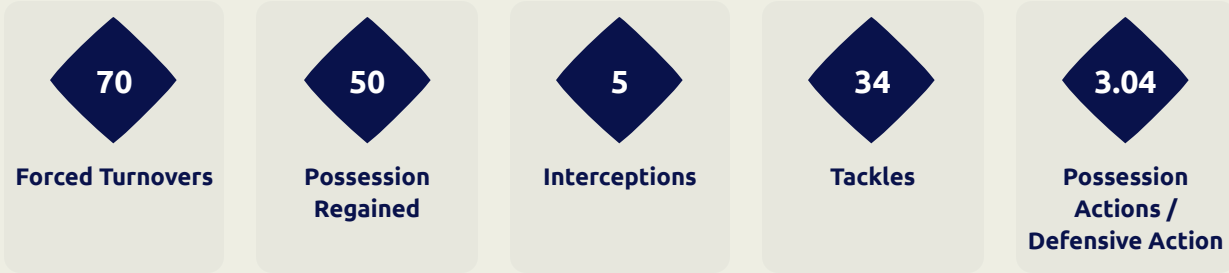 70
Forced Turnovers
50
Possession
Regained
5
Interceptions
34
Tackles
3.04
Possession
Actions /
Defensive Action